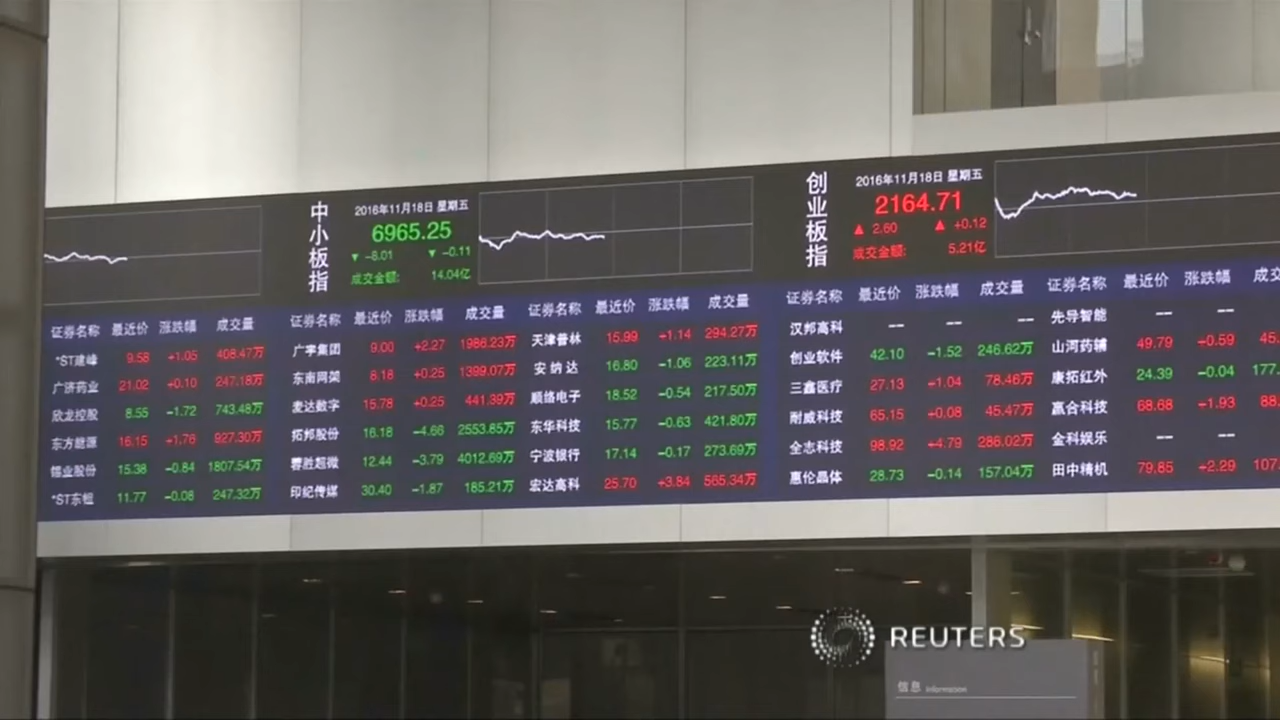 中小板指
2016年11月18日 星期五
6965.25
▼ -8.01 ▼ -0.11
成交金额: 14.04亿
创业板指
2016年11月18日 星期五
2164.71
▲ 2.60 ▲ +0.12
成交金额: 5.21亿
证券名称 最近价 涨跌幅 成交量
*ST建峰 9.58 +1.05 408.47万
广济药业 21.02 +0.10 247.18万
欣龙控股 8.55 -1.72 743.48万
东方能源 16.15 +1.76 927.30万
锡业股份 15.38 -0.84 1807.54万
*ST东钽 11.77 -0.08 247.32万
证券名称 最近价 涨跌幅 成交量
广宇集团 9.00 +2.27 1986.23万
东南网架 8.18 +0.25 1399.07万
麦达数字 15.78 +0.25 441.39万
拓邦股份 16.18 -4.66 2553.85万
蓉胜超微 12.44 -3.79 4012.69万
印纪传媒 30.40 -1.87 185.21万
证券名称 最近价 涨跌幅 成交量
天津普林 15.99 +1.14 294.27万
安纳达 16.80 -1.06 223.11万
顺络电子 18.52 -0.54 217.50万
东华科技 15.77 -0.63 421.80万
宁波银行 17.14 -0.17 273.69万
宏达高科 25.70 +3.84 565.34万
证券名称 最近价 涨跌幅 成交量
汉邦高科 -- -- --
创业软件 42.10 -1.52 246.62万
三鑫医疗 27.13 +1.04 78.46万
耐威科技 65.15 +0.08 45.47万
全志科技 98.92 +4.79 286.02万
惠伦晶体 28.73 -0.14 157.04万
证券名称 最近价 涨跌幅 成交
先导智能 -- --
山河药辅 49.79 +0.59 45.
康拓红外 24.39 -0.04 177.
赢合科技 68.68 -1.93 88.
金科娱乐 -- --
田中精机 79.85 +2.29 107.
REUTERS
信息 Information